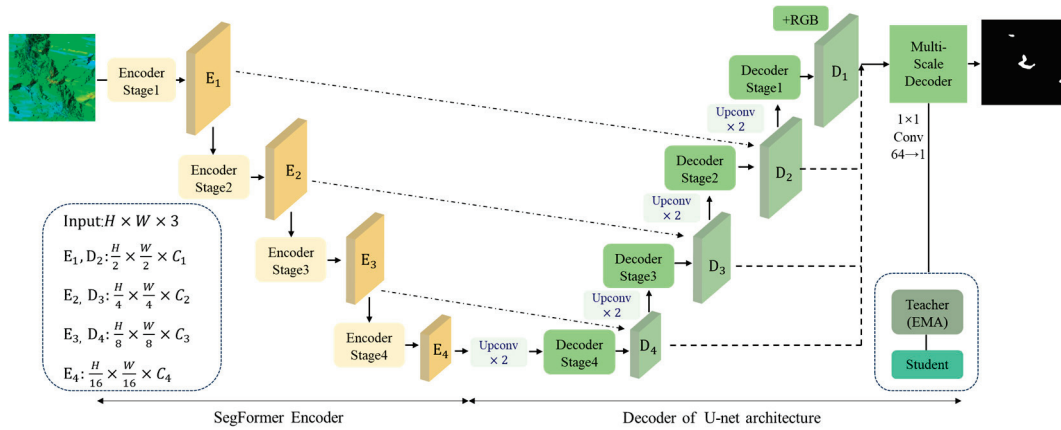 +RGB
Encoder
Stage1
E₁
Decoder
Stage1
D₁
Multi-
Scale
Decoder
Upconv
× 2
1×1
Conv
64→1
Encoder
Stage2
E₂
Decoder
Stage2
D₂
Upconv
× 2
Input:H × W × 3
E₁, D₂: H/2 × W/2 × C₁
E₂, D₃: H/4 × W/4 × C₂
E₃, D₄: H/8 × W/8 × C₃
E₄: H/16 × W/16 × C₄
Encoder
Stage3
E₃
Decoder
Stage3
D₃
Upconv
× 2
Encoder
Stage4
E₄
Upconv
× 2
Decoder
Stage4
D₄
Teacher
(EMA)
Student
SegFormer Encoder
Decoder of U-net architecture